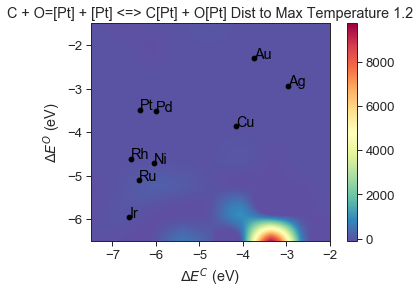 C + O=[Pt] + [Pt] <=> C[Pt] + O[Pt] Dist to Max Temperature 1.2
−2
−3
−4
−5
−6
ΔE^O (eV)
Au
Ag
Pt
Pd
Cu
Rh
Ni
Ru
Ir
−7
−6
−5
−4
−3
−2
ΔE^C (eV)
8000
6000
4000
2000
0